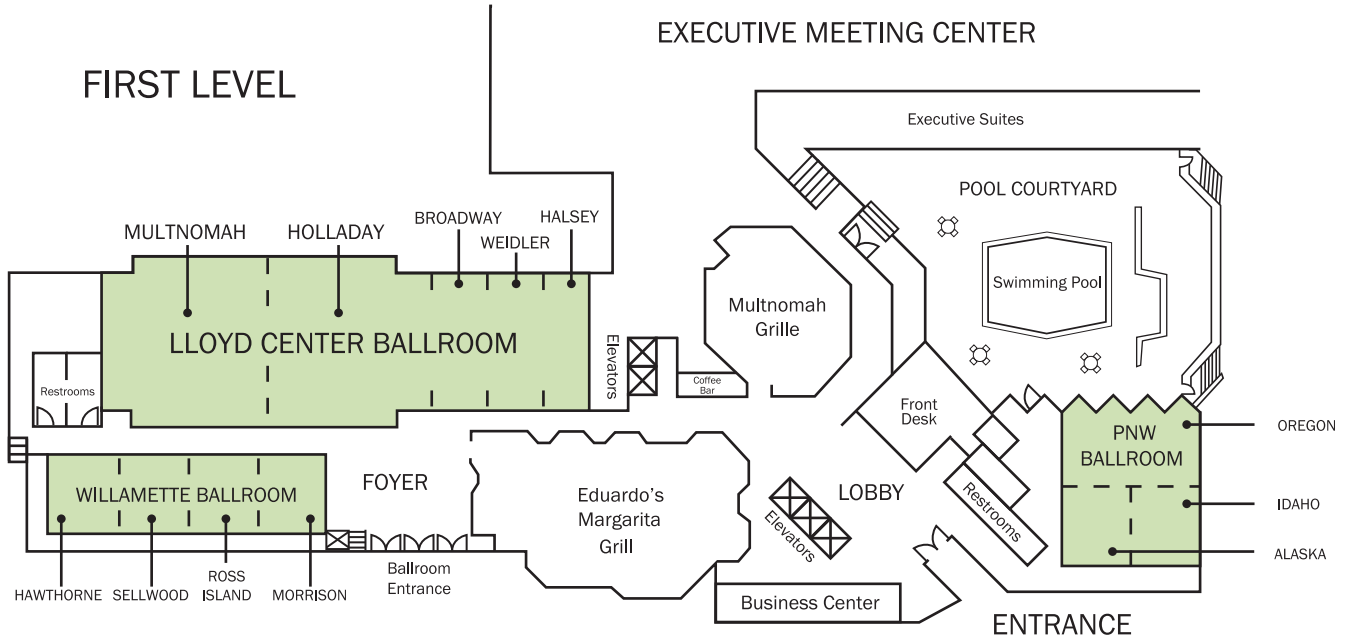 EXECUTIVE MEETING CENTER
FIRST LEVEL
Executive Suites
POOL COURTYARD
BROADWAY
HALSEY
MULTNOMAH
HOLLADAY
WEIDLER
Swimming Pool
Multnomah
Grille
LLOYD CENTER BALLROOM
Elevators
Coffee
Bar
Restrooms
Front
Desk
OREGON
PNW
BALLROOM
FOYER
LOBBY
WILLAMETTE BALLROOM
Eduardo's
Margarita
Grill
Elevators
Restrooms
IDAHO
ALASKA
Ballroom
Entrance
HAWTHORNE
SELLWOOD
ROSS
ISLAND
MORRISON
Business Center
ENTRANCE